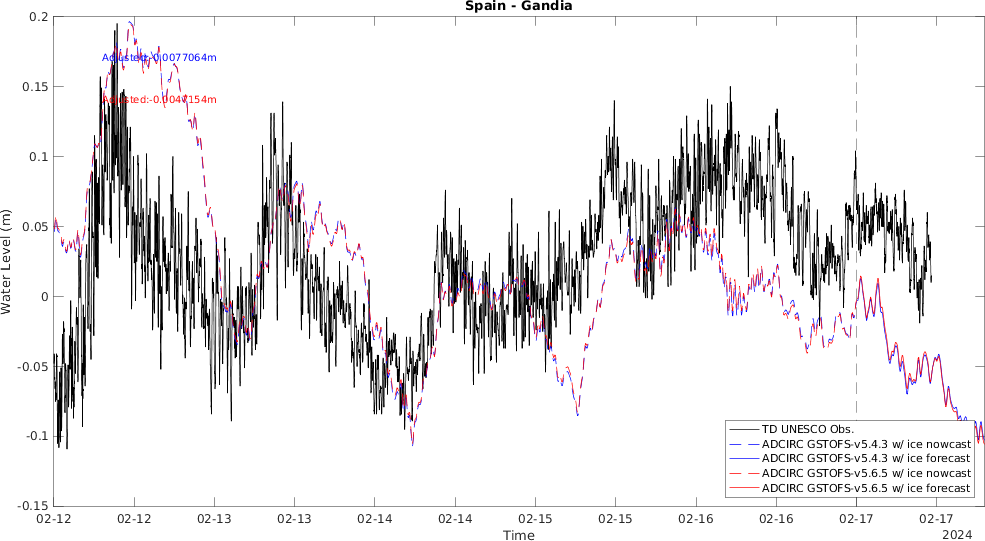 Spain - Gandia
Water Level (m)
0.2
0.15
0.1
0.05
0
-0.05
-0.1
-0.15
Adjusted:-0.0077064m
Adjusted:-0.0047154m
TD UNESCO Obs.
ADCIRC GSTOFS-v5.4.3 w/ ice nowcast
ADCIRC GSTOFS-v5.4.3 w/ ice forecast
ADCIRC GSTOFS-v5.6.5 w/ ice nowcast
ADCIRC GSTOFS-v5.6.5 w/ ice forecast
02-12 02-12 02-13 02-13 02-14 02-14 02-15 02-15 02-16 02-16 02-17 02-17
Time
2024